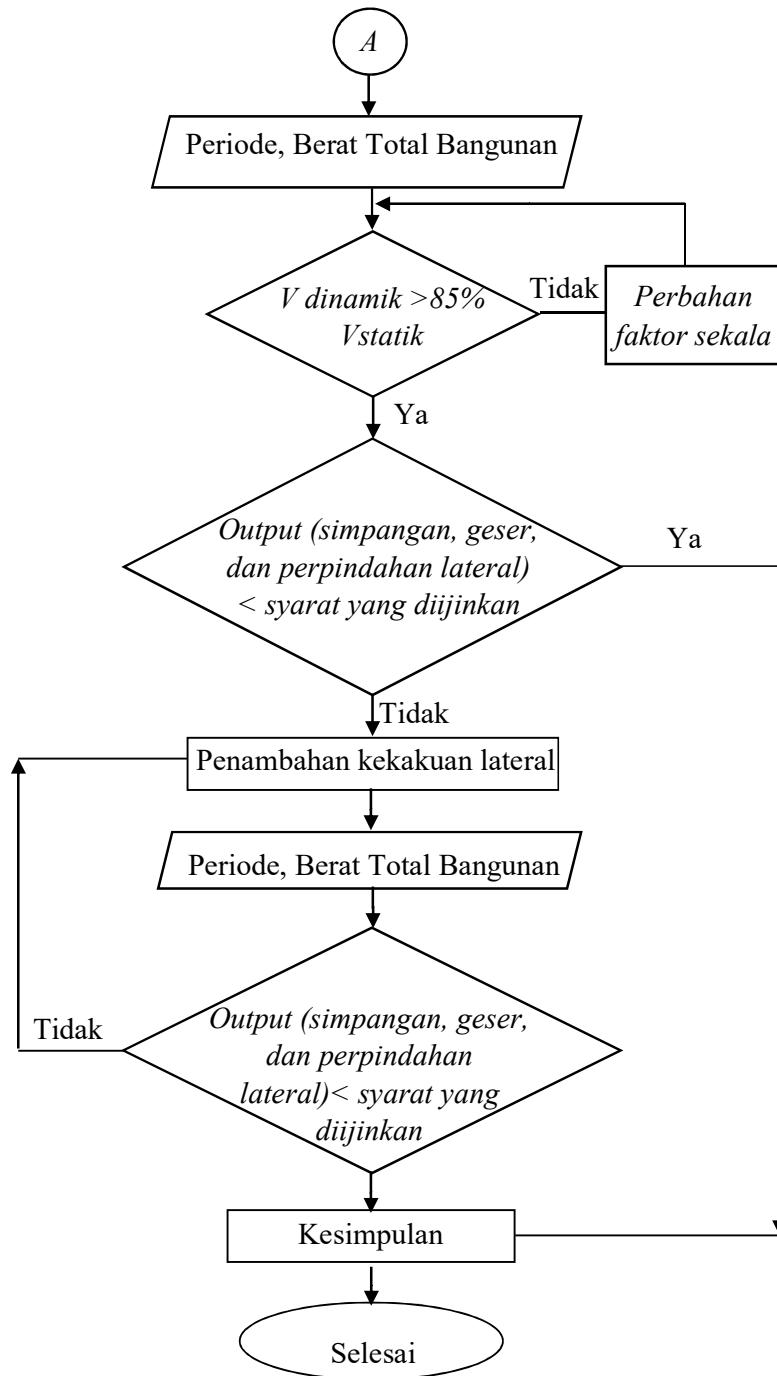 A
Periode, Berat Total Bangunan
V dinamik >85%
Vstatik
Tidak
Perbahan
faktor sekala
Ya
Output (simpangan, geser,
dan perpindahan lateral)
< syarat yang diijinkan
Ya
Tidak
Penambahan kekakuan lateral
Periode, Berat Total Bangunan
Output (simpangan, geser,
dan perpindahan
lateral)< syarat yang
diijinkan
Tidak
Kesimpulan
Selesai